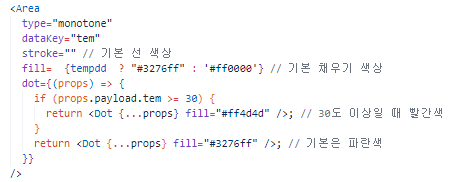 <Area
type="monotone"
dataKey="tem"
stroke="" // 기본 선 색상
fill=  {tempdd  ? "#3276ff" : '#ff0000'} // 기본 채우기 색상
dot={(props) => {
if (props.payload.tem >= 30) {
return <Dot {...props} fill="#ff4d4d" />; // 30도 이상일 때 빨간색
}
return <Dot {...props} fill="#3276ff" />; // 기본은 파란색
}}
/>